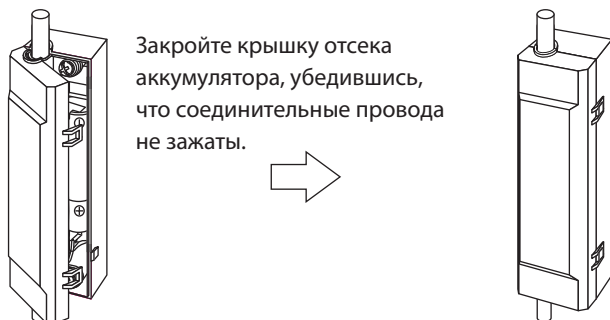 Закройте крышку отсека
аккумулятора, убедившись,
что соединительные провода
не зажаты.